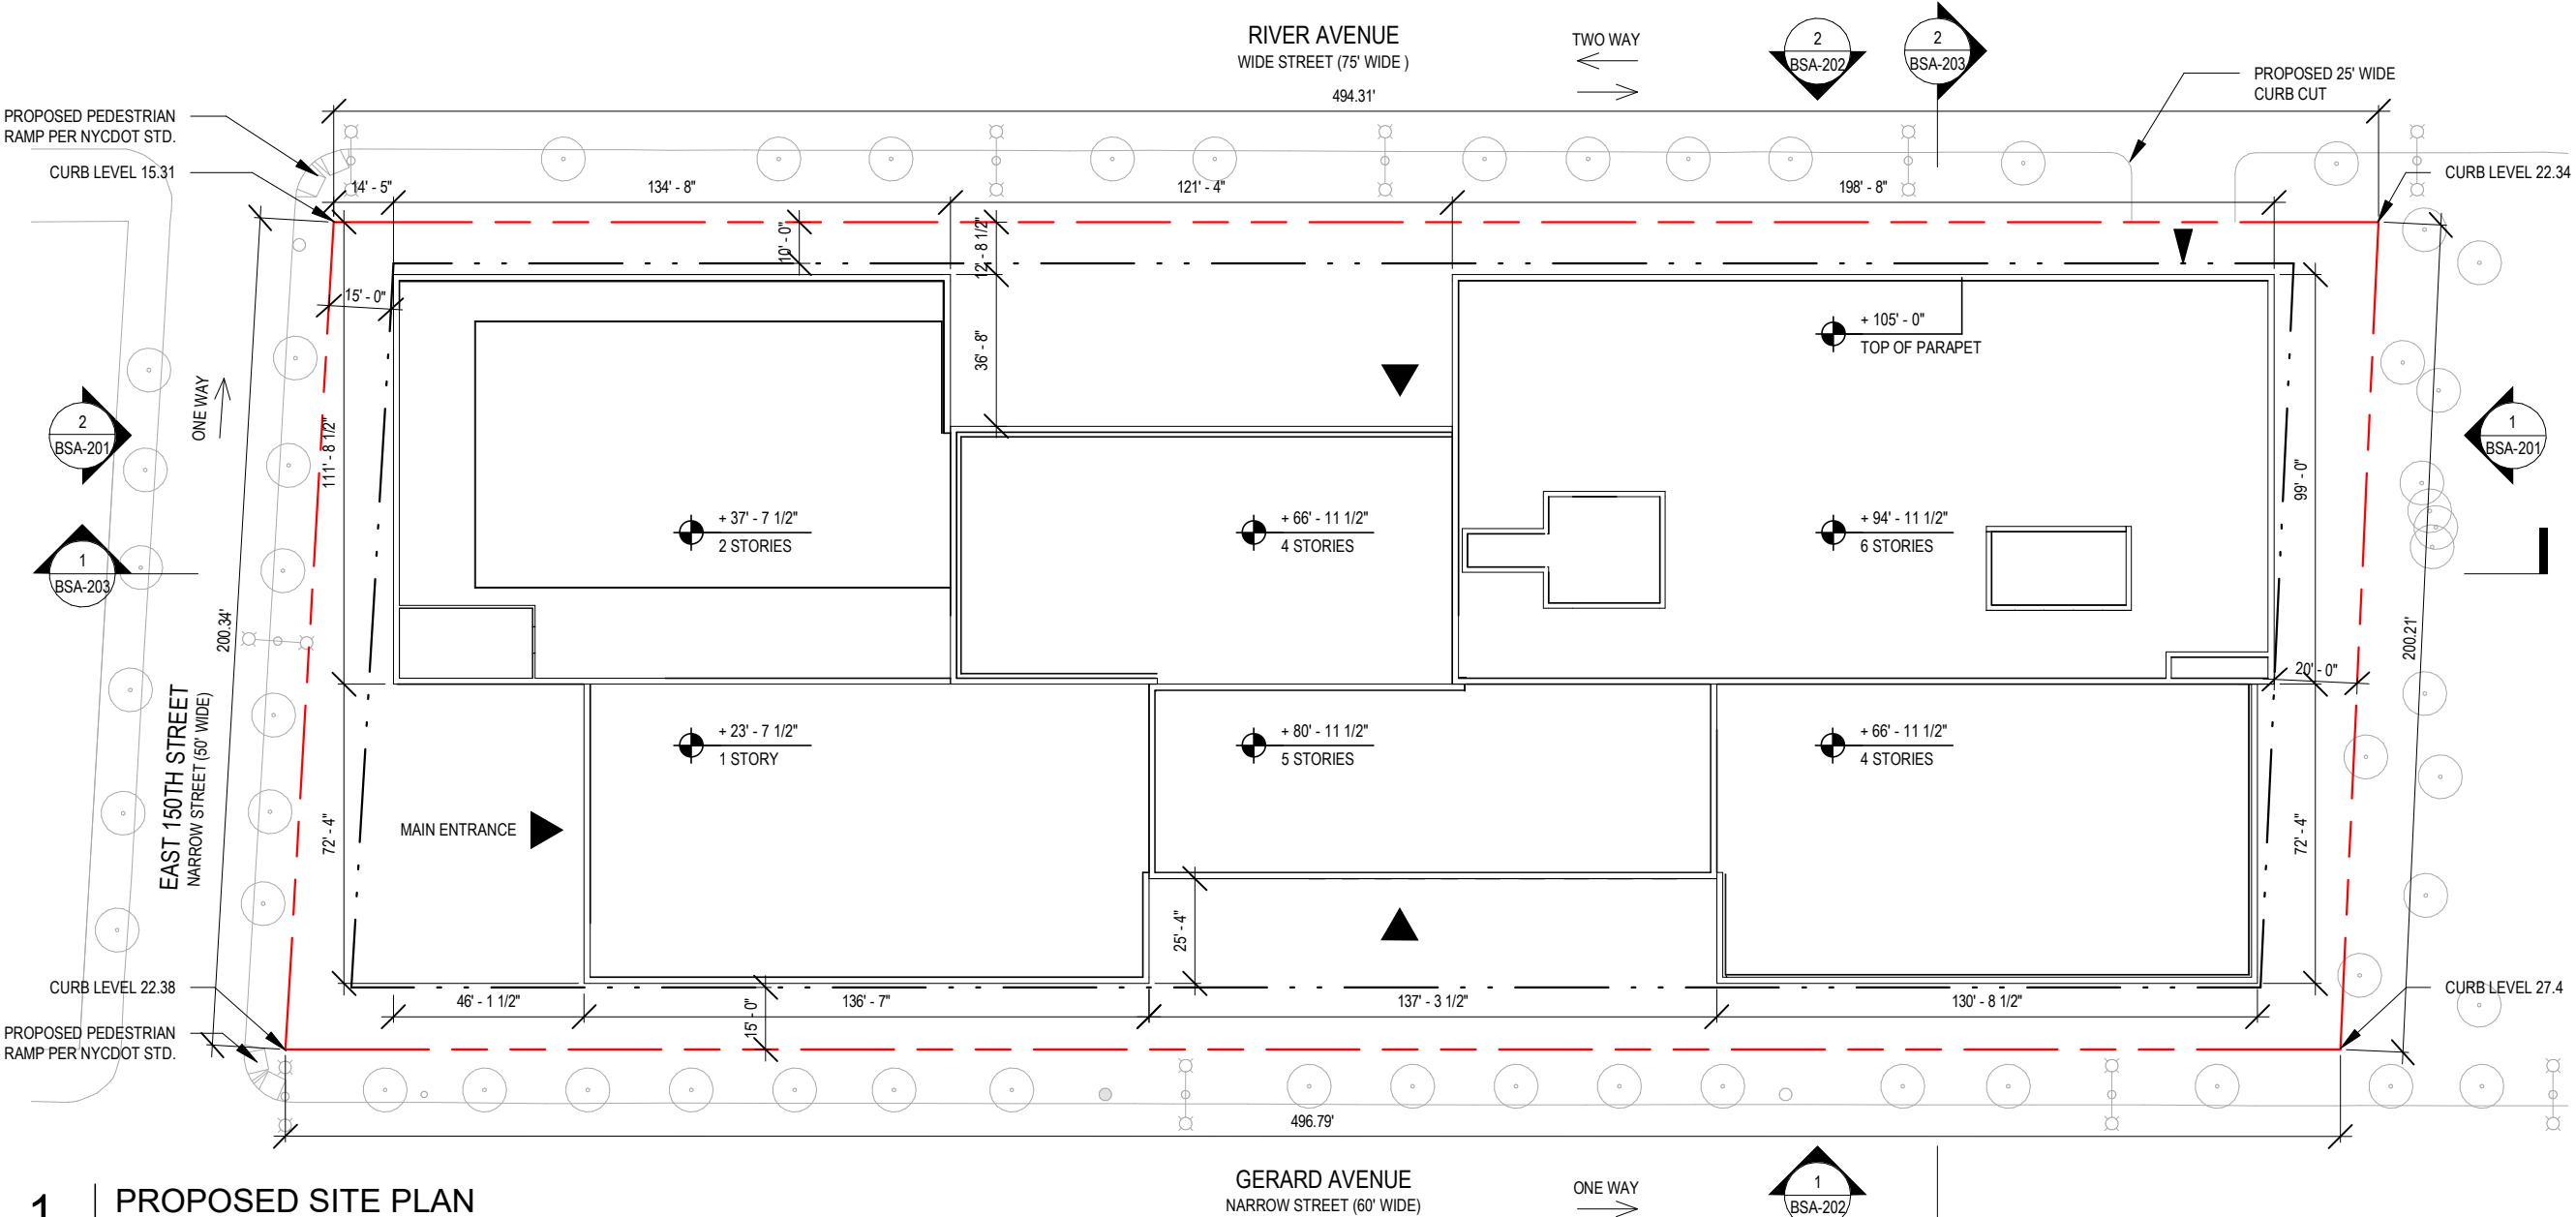 RIVER AVENUE
WIDE STREET (75' WIDE )
TWO WAY
2
BSA-202
2
BSA-203
PROPOSED 25' WIDE
CURB CUT
494.31'
PROPOSED PEDESTRIAN
RAMP PER NYCDOT STD.
CURB LEVEL 15.31
CURB LEVEL 22.34
14' - 5"
134' - 8"
121' - 4"
198' - 8"
10' - 0"
12' - 8 1/2"
15' - 0"
36' - 8"
+ 105' - 0"
TOP OF PARAPET
ONE WAY
2
BSA-201
111' - 8 1/2"
1
BSA-201
99' - 0"
+ 37' - 7 1/2"
2 STORIES
+ 66' - 11 1/2"
4 STORIES
+ 94' - 11 1/2"
6 STORIES
1
BSA-203
200.34'
200.21'
20' - 0"
EAST 150TH STREET
NARROW STREET (50' WIDE)
+ 23' - 7 1/2"
1 STORY
+ 80' - 11 1/2"
5 STORIES
+ 66' - 11 1/2"
4 STORIES
72' - 4"
MAIN ENTRANCE
72' - 4"
25' - 4"
CURB LEVEL 22.38
CURB LEVEL 27.4
46' - 1 1/2"
136' - 7"
137' - 3 1/2"
130' - 8 1/2"
15' - 0"
PROPOSED PEDESTRIAN
RAMP PER NYCDOT STD.
496.79'
GERARD AVENUE
NARROW STREET (60' WIDE)
ONE WAY
1
BSA-202
1
PROPOSED SITE PLAN